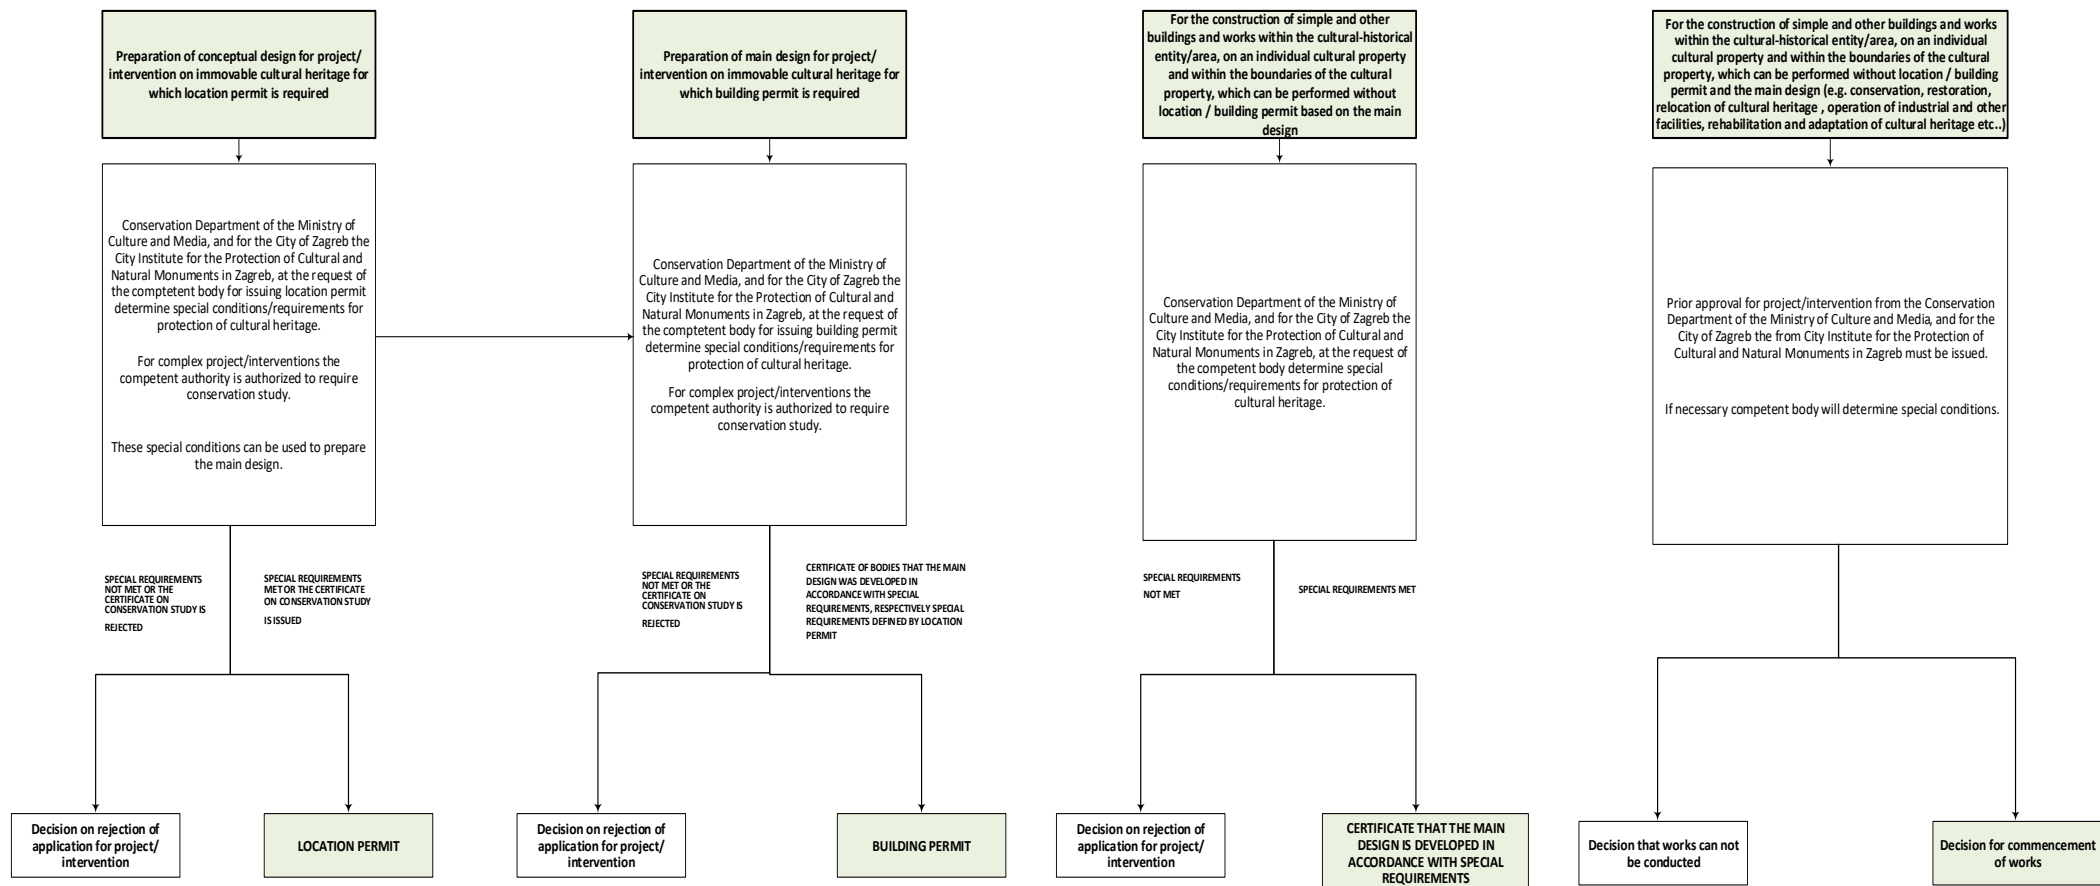 Preparation of conceptual design for project/
intervention on immovable cultural heritage for
which location permit is required
Conservation Department of the Ministry of
Culture and Media, and for the City of Zagreb the
City Institute for the Protection of Cultural and
Natural Monuments in Zagreb, at the request of
the comptetent body for issuing location permit
determine special conditions/requirements for
protection of cultural heritage.
For complex project/interventions the
competent authority is authorized to require
conservation study.
These special conditions can be used to prepare
the main design.
SPECIAL REQUIREMENTS
NOT MET OR THE
CERTIFICATE ON
CONSERVATION STUDY IS
REJECTED
SPECIAL REQUIREMENTS
MET OR THE CERTIFICATE
ON CONSERVATION STUDY
IS ISSUED
Decision on rejection of
application for project/
intervention
LOCATION PERMIT
Preparation of main design for project/
intervention on immovable cultural heritage for
which building permit is required
Conservation Department of the Ministry of
Culture and Media, and for the City of Zagreb the
City Institute for the Protection of Cultural and
Natural Monuments in Zagreb, at the request of
the comptetent body for issuing building permit
determine special conditions/requirements for
protection of cultural heritage.
For complex project/interventions the
competent authority is authorized to require
conservation study.
SPECIAL REQUIREMENTS
NOT MET OR THE
CERTIFICATE ON
CONSERVATION STUDY IS
REJECTED
CERTIFICATE OF BODIES THAT THE MAIN
DESIGN WAS DEVELOPED IN
ACCORDANCE WITH SPECIAL
REQUIREMENTS, RESPECTIVELY SPECIAL
REQUIREMENTS DEFINED BY LOCATION
PERMIT
Decision on rejection of
application for project/
intervention
BUILDING PERMIT
For the construction of simple and other
buildings and works within the cultural-historical
entity/area, on an individual cultural property
and within the boundaries of the cultural
property, which can be performed without
location / building permit based on the main
design
Conservation Department of the Ministry of
Culture and Media, and for the City of Zagreb the
City Institute for the Protection of Cultural and
Natural Monuments in Zagreb, at the request of
the competent body determine special
conditions/requirements for protection of
cultural heritage.
SPECIAL REQUIREMENTS
NOT MET
SPECIAL REQUIREMENTS MET
Decision on rejection of
application for project/
intervention
CERTIFICATE THAT THE MAIN
DESIGN IS DEVELOPED IN
ACCORDANCE WITH SPECIAL
REQUIREMENTS
For the construction of simple and other buildings and works
within the cultural-historical entity/area, on an individual
cultural property and within the boundaries of the cultural
property, which can be performed without location / building
permit and the main design (e.g. conservation, restoration,
relocation of cultural heritage , operation of industrial and other
facilities, rehabilitation and adaptation of cultural heritage etc..)
Prior approval for project/intervention from the Conservation
Department of the Ministry of Culture and Media, and for the
City of Zagreb the from City Institute for the Protection of
Cultural and Natural Monuments in Zagreb must be issued.
If necessary competent body will determine special conditions.
Decision that works can not
be conducted
Decision for commencement
of works